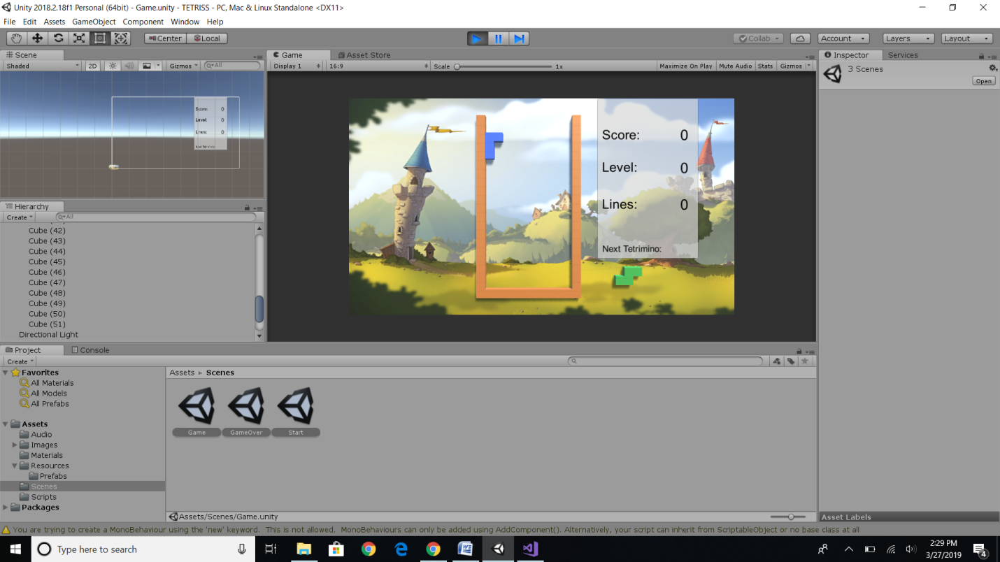 Unity 2018.2.18f1 Personal (64bit) - Game.unity - TETRISS - PC, Mac & Linux Standalone <DX11>
File Edit Assets GameObject Component Window Help
Center Local Collab Account Layers Layout
Scene
Shaded 2D Gizmos All
Score: 0
Level: 0
Lines: 0
Next Tetrimino:
Game Asset Store
Display 1 16:9 Scale 1x Maximize On Play Mute Audio Stats Gizmos
Score: 0
Level: 0
Lines: 0
Next Tetrimino:
Inspector Services
3 Scenes
Open
Hierarchy
Create All
Cube (42)
Cube (43)
Cube (44)
Cube (45)
Cube (46)
Cube (47)
Cube (48)
Cube (49)
Cube (50)
Cube (51)
Directional Light
Project Console
Create
Favorites
All Materials
All Models
All Prefabs
Assets
Audio
Images
Materials
Resources
Prefabs
Scenes
Scripts
Packages
Assets Scenes
Game GameOver Start
Assets/Scenes/Game.unity
Asset Labels
You are trying to create a MonoBehaviour using the 'new' keyword. This is not allowed. MonoBehaviours can only be added using AddComponent(). Alternatively, your script can inherit from ScriptableObject or no base class at all
Type here to search
2:29 PM
3/27/2019
4